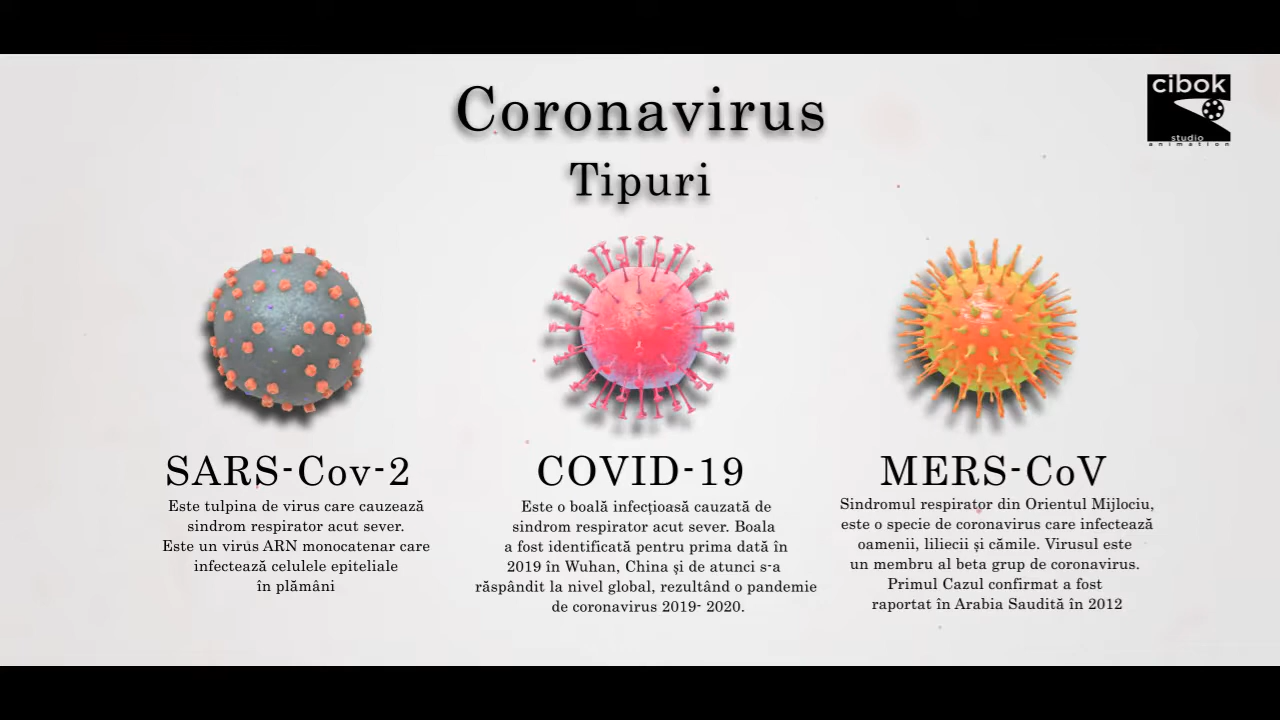 Coronavirus
Tipuri
cibok
studio
animation
SARS-Cov-2
Este tulpina de virus care cauzează
sindrom respirator acut sever.
Este un virus ARN monocatenar care
infectează celulele epiteliale
în plămâni
COVID-19
Este o boală infecțioasă cauzată de
sindrom respirator acut sever. Boala
a fost identificată pentru prima dată în
2019 în Wuhan, China și de atunci s-a
răspândit la nivel global, rezultând o pandemie
de coronavirus 2019- 2020.
MERS-CoV
Sindromul respirator din Orientul Mijlociu,
este o specie de coronavirus care infectează
oamenii, liliecii și cămile. Virusul este
un membru al beta grup de coronavirus.
Primul Cazul confirmat a fost
raportat în Arabia Saudită în 2012